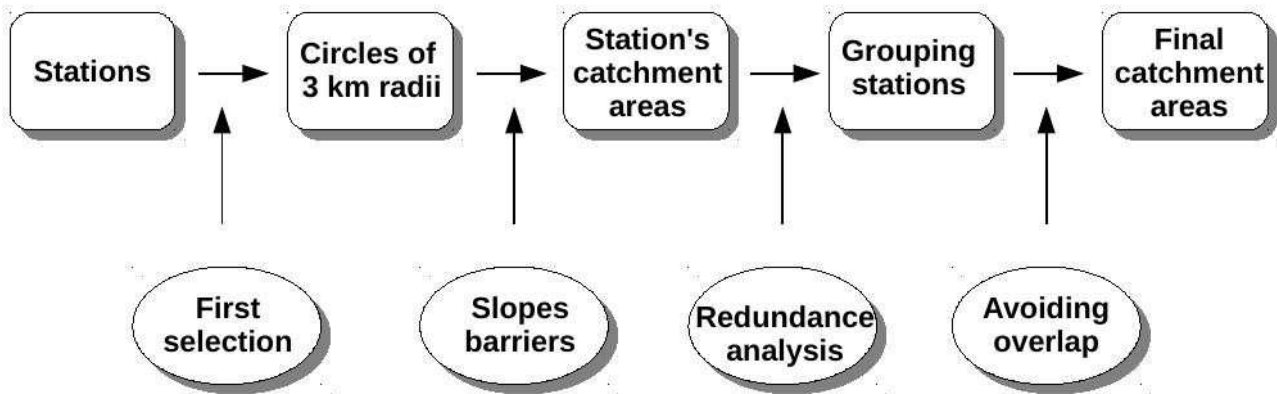 Stations
Circles of
3 km radii
Station's
catchment
areas
Grouping
stations
Final
catchment
areas
First
selection
Slopes
barriers
Redundance
analysis
Avoiding
overlap